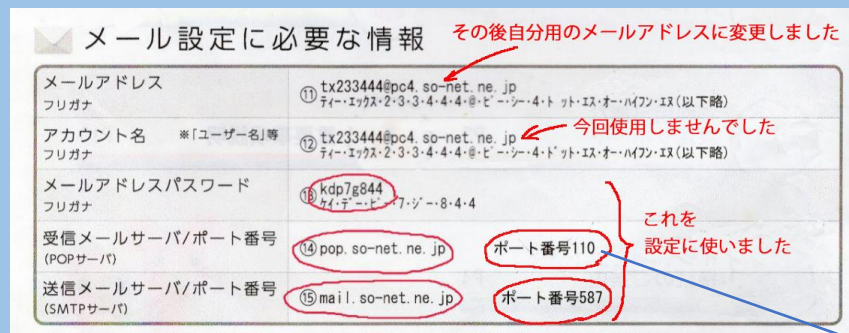 メール設定に必要な情報
その後自分用のメールアドレスに変更しました
メールアドレス
フリガナ
⑪ tx233444@pc4.so-net.ne.jp
ティー・エックス・2・3・3・4・4・4・@・ピー・シー・4・ドット・エス・オー・ハイフン・エヌ(以下略)
アカウント名 ※「ユーザー名」等
フリガナ
⑫ tx233444@pc4.so-net.ne.jp
今回使用しませんでした
ティー・エックス・2・3・3・4・4・4・@・ピー・シー・4・ドット・エス・オー・ハイフン・エヌ(以下略)
メールアドレスパスワード
フリガナ
⑬ kdp7g844
ケイ・デー・ピー・7・ジー・8・4・4
これを
設定に使いました
受信メールサーバ/ポート番号
(POPサーバ)
⑭ pop.so-net.ne.jp ポート番号110
送信メールサーバ/ポート番号
(SMTPサーバ)
⑮ mail.so-net.ne.jp ポート番号587